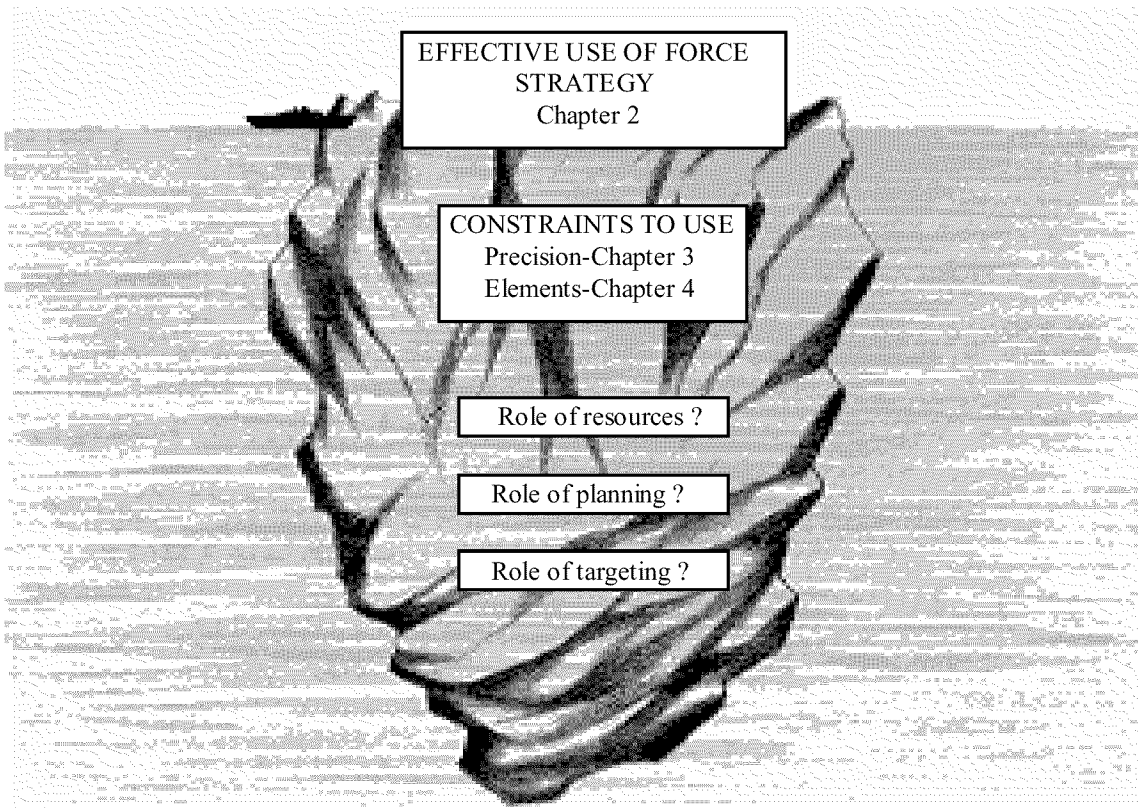 EFFECTIVE USE OF FORCE
STRATEGY
Chapter 2
CONSTRAINTS TO USE
Precision-Chapter 3
Elements-Chapter 4
Role of resources ?
Role of planning ?
Role of targeting ?